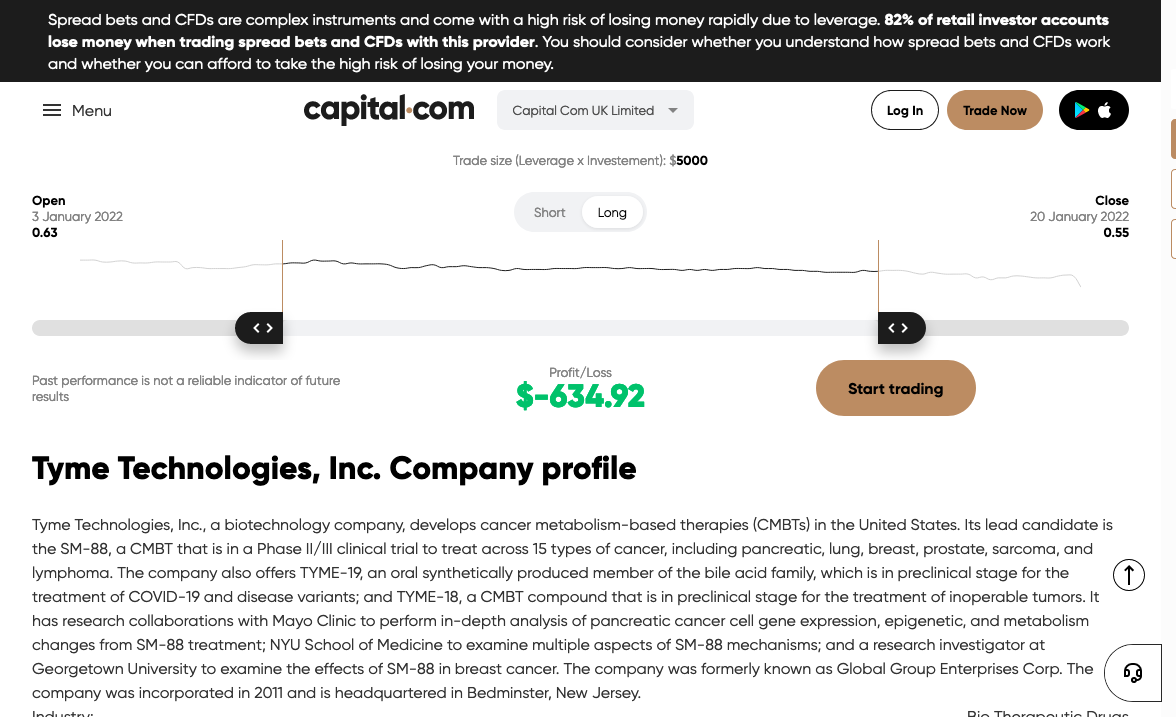 Spread bets and CFDs are complex instruments and come with a high risk of losing money rapidly due to leverage. 82% of retail investor accounts
lose money when trading spread bets and CFDs with this provider. You should consider whether you understand how spread bets and CFDs work
and whether you can afford to take the high risk of losing your money.
Menu
capital.com
Capital Com UK Limited
Log In
Trade Now
Trade size (Leverage x Investement): $5000
Open
3 January 2022
0.63
Short
Long
Close
20 January 2022
0.55
Past performance is not a reliable indicator of future
results
Profit/Loss
$-634.92
Start trading
Tyme Technologies, Inc. Company profile
Tyme Technologies, Inc., a biotechnology company, develops cancer metabolism-based therapies (CMBTs) in the United States. Its lead candidate is
the SM-88, a CMBT that is in a Phase II/III clinical trial to treat across 15 types of cancer, including pancreatic, lung, breast, prostate, sarcoma, and
lymphoma. The company also offers TYME-19, an oral synthetically produced member of the bile acid family, which is in preclinical stage for the
treatment of COVID-19 and disease variants; and TYME-18, a CMBT compound that is in preclinical stage for the treatment of inoperable tumors. It
has research collaborations with Mayo Clinic to perform in-depth analysis of pancreatic cancer cell gene expression, epigenetic, and metabolism
changes from SM-88 treatment; NYU School of Medicine to examine multiple aspects of SM-88 mechanisms; and a research investigator at
Georgetown University to examine the effects of SM-88 in breast cancer. The company was formerly known as Global Group Enterprises Corp. The
company was incorporated in 2011 and is headquartered in Bedminster, New Jersey.
Industry:
Bio Therapeutic Drugs